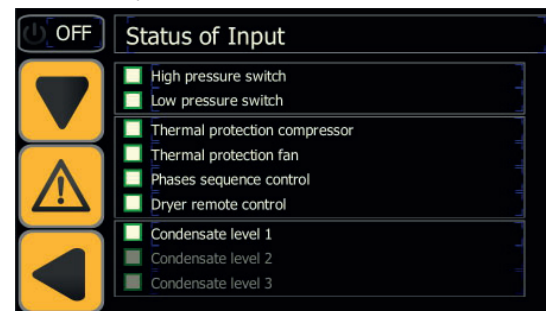 OFF
Status of Input
High pressure switch
Low pressure switch
Thermal protection compressor
Thermal protection fan
Phases sequence control
Dryer remote control
Condensate level 1
Condensate level 2
Condensate level 3